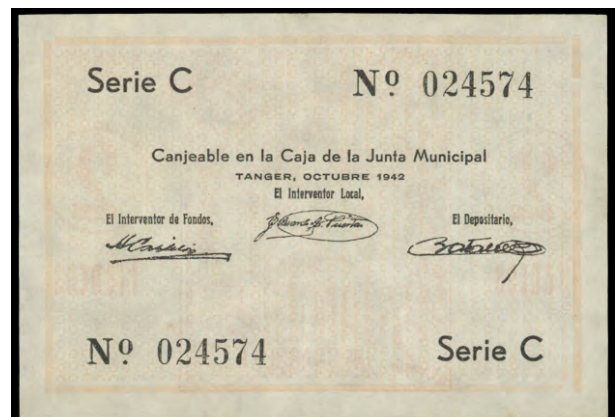 Serie C
Nº 024574
Canjeable en la Caja de la Junta Municipal
TANGER, OCTUBRE 1942
El Interventor Local,
El Interventor de Fondos,
El Depositario,
Nº 024574
Serie C